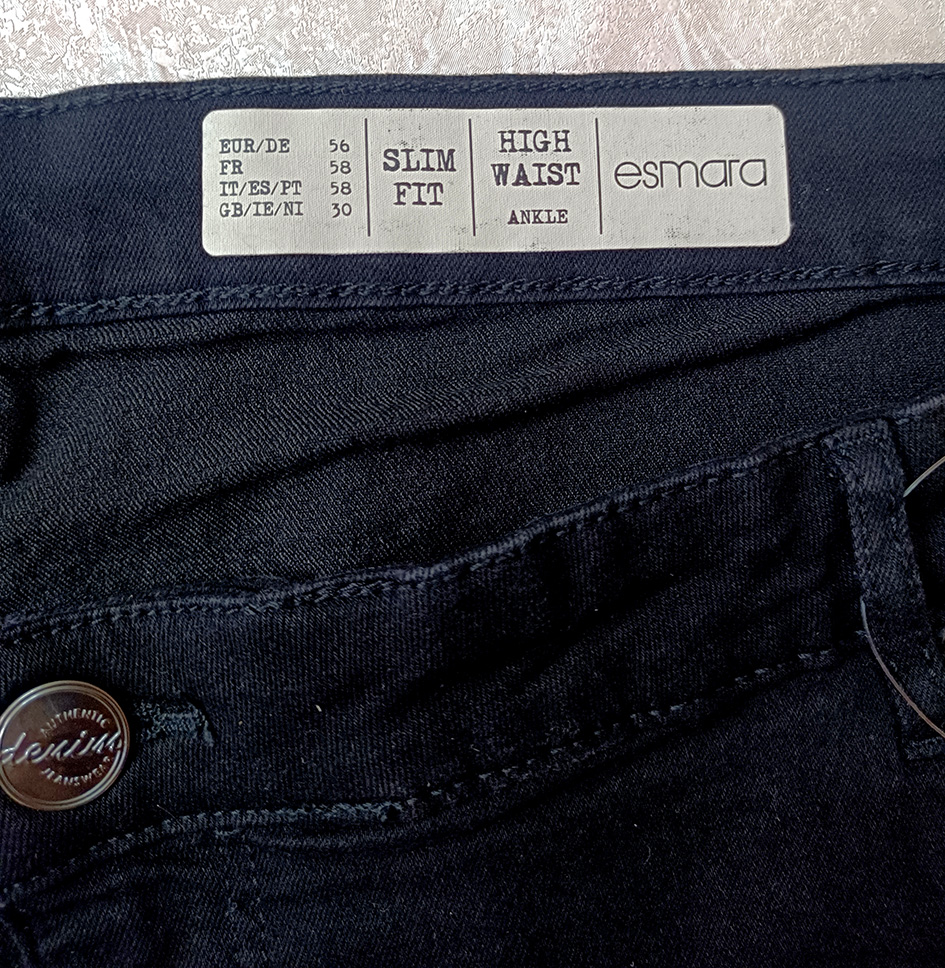 EUR/DE 56
FR 58
IT/ES/PT 58
GB/IE/NI 30
SLIM
FIT
HIGH
WAIST
ANKLE
esmara
AUTHENTIC
denim
JEANSWEAR